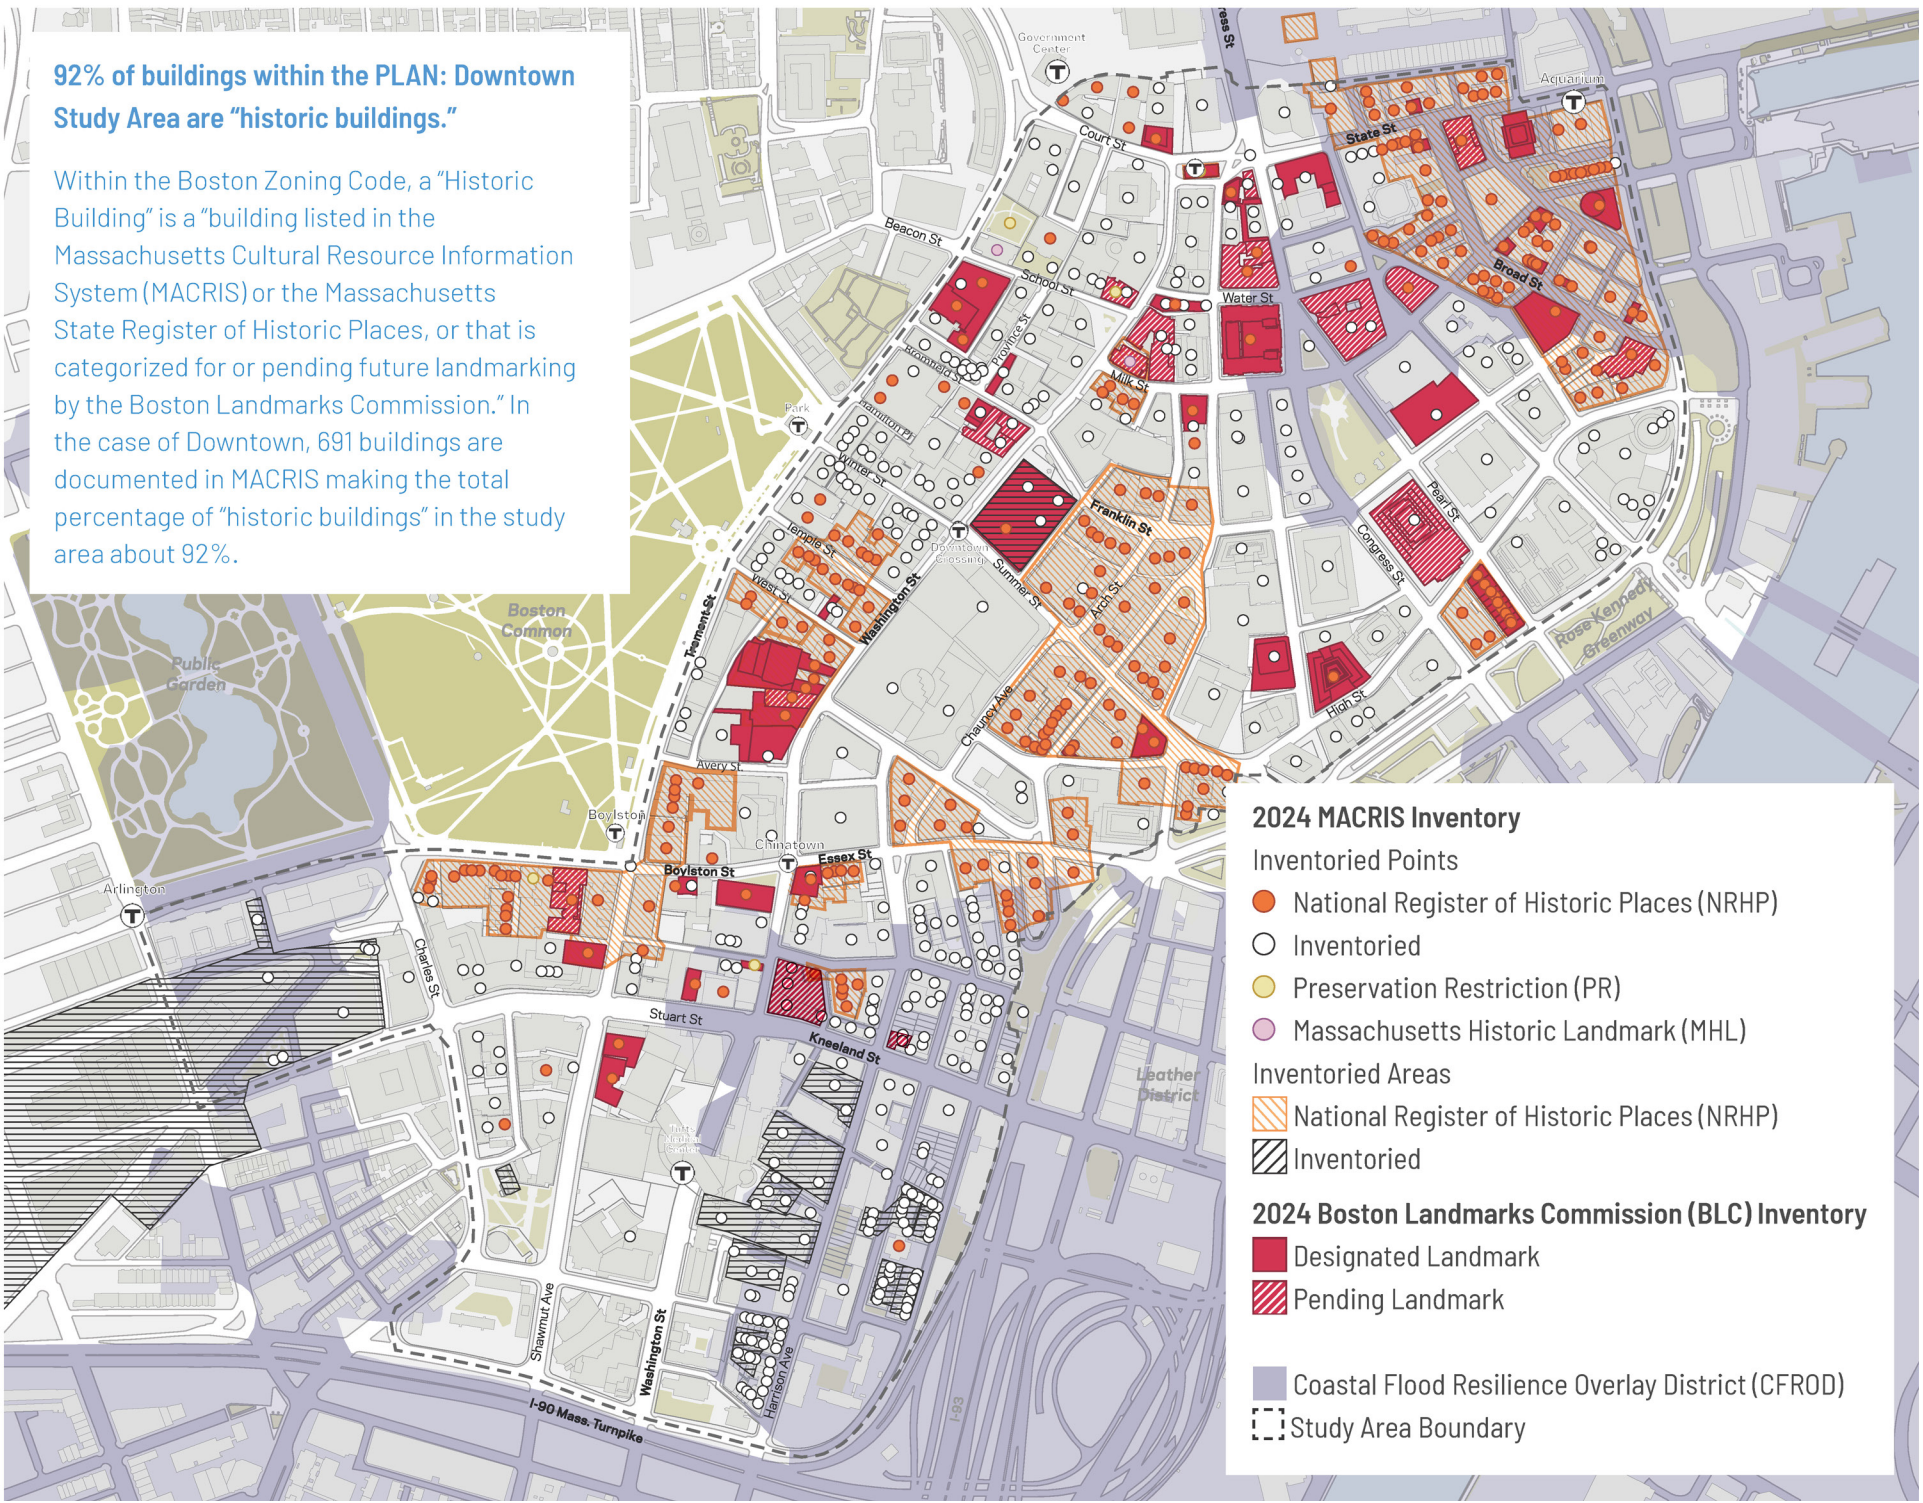 92% of buildings within the PLAN: Downtown
Study Area are “historic buildings.”
Within the Boston Zoning Code, a “Historic
Building” is a “building listed in the
Massachusetts Cultural Resource Information
System (MACRIS) or the Massachusetts
State Register of Historic Places, or that is
categorized for or pending future landmarking
by the Boston Landmarks Commission.” In
the case of Downtown, 691 buildings are
documented in MACRIS making the total
percentage of “historic buildings” in the study
area about 92%.
Government
Center
T
ress St
Aquarium
T
Court St
State St
T
Beacon St
School St
Water St
Broad St
Province St
Bromfield St
Milk St
Park
T
Hamilton Pl
Winter St
Franklin St
Pearl St
Congress St
Temple St
Downtown
Crossing
T
Summer St
West St
Arch St
Washington St
Tremont St
Boston
Common
Public
Garden
Rose Kennedy
Greenway
High St
Chauncy Ave
Avery St.
Boylston
T
Chinatown
T
Essex St
Boylston St
Arlington
T
Charles St
Stuart St
Kneeland St
Leather
District
Tufts
Medical
Center
T
Shawmut Ave
Washington St
Harrison Ave
I-93
I-90 Mass. Turnpike
2024 MACRIS Inventory
Inventoried Points
National Register of Historic Places (NRHP)
Inventoried
Preservation Restriction (PR)
Massachusetts Historic Landmark (MHL)
Inventoried Areas
National Register of Historic Places (NRHP)
Inventoried
2024 Boston Landmarks Commission (BLC) Inventory
Designated Landmark
Pending Landmark
Coastal Flood Resilience Overlay District (CFROD)
Study Area Boundary